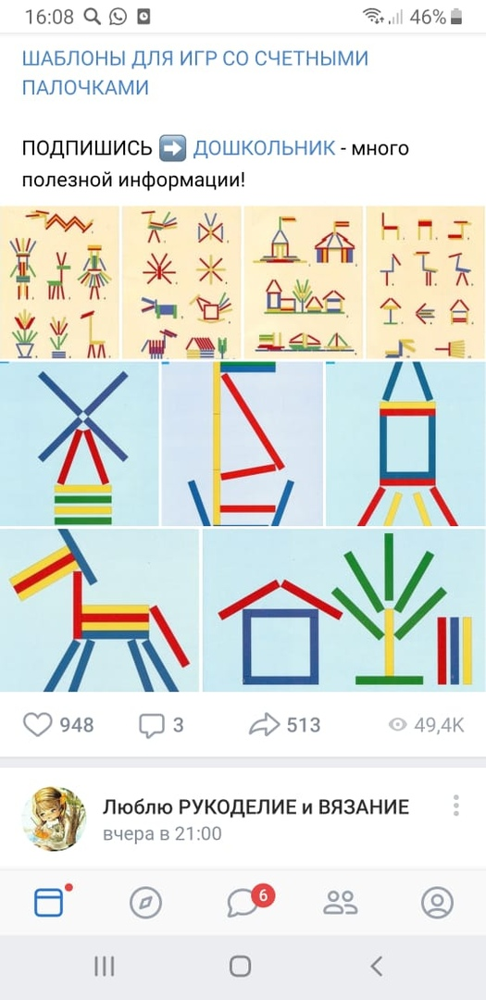 16:08
46%
ШАБЛОНЫ ДЛЯ ИГР СО СЧЕТНЫМИ
ПАЛОЧКАМИ
ПОДПИШИСЬ ➡ ДОШКОЛЬНИК - много
полезной информации!
948
3
513
49,4K
Люблю РУКОДЕЛИЕ и ВЯЗАНИЕ
вчера в 21:00
6